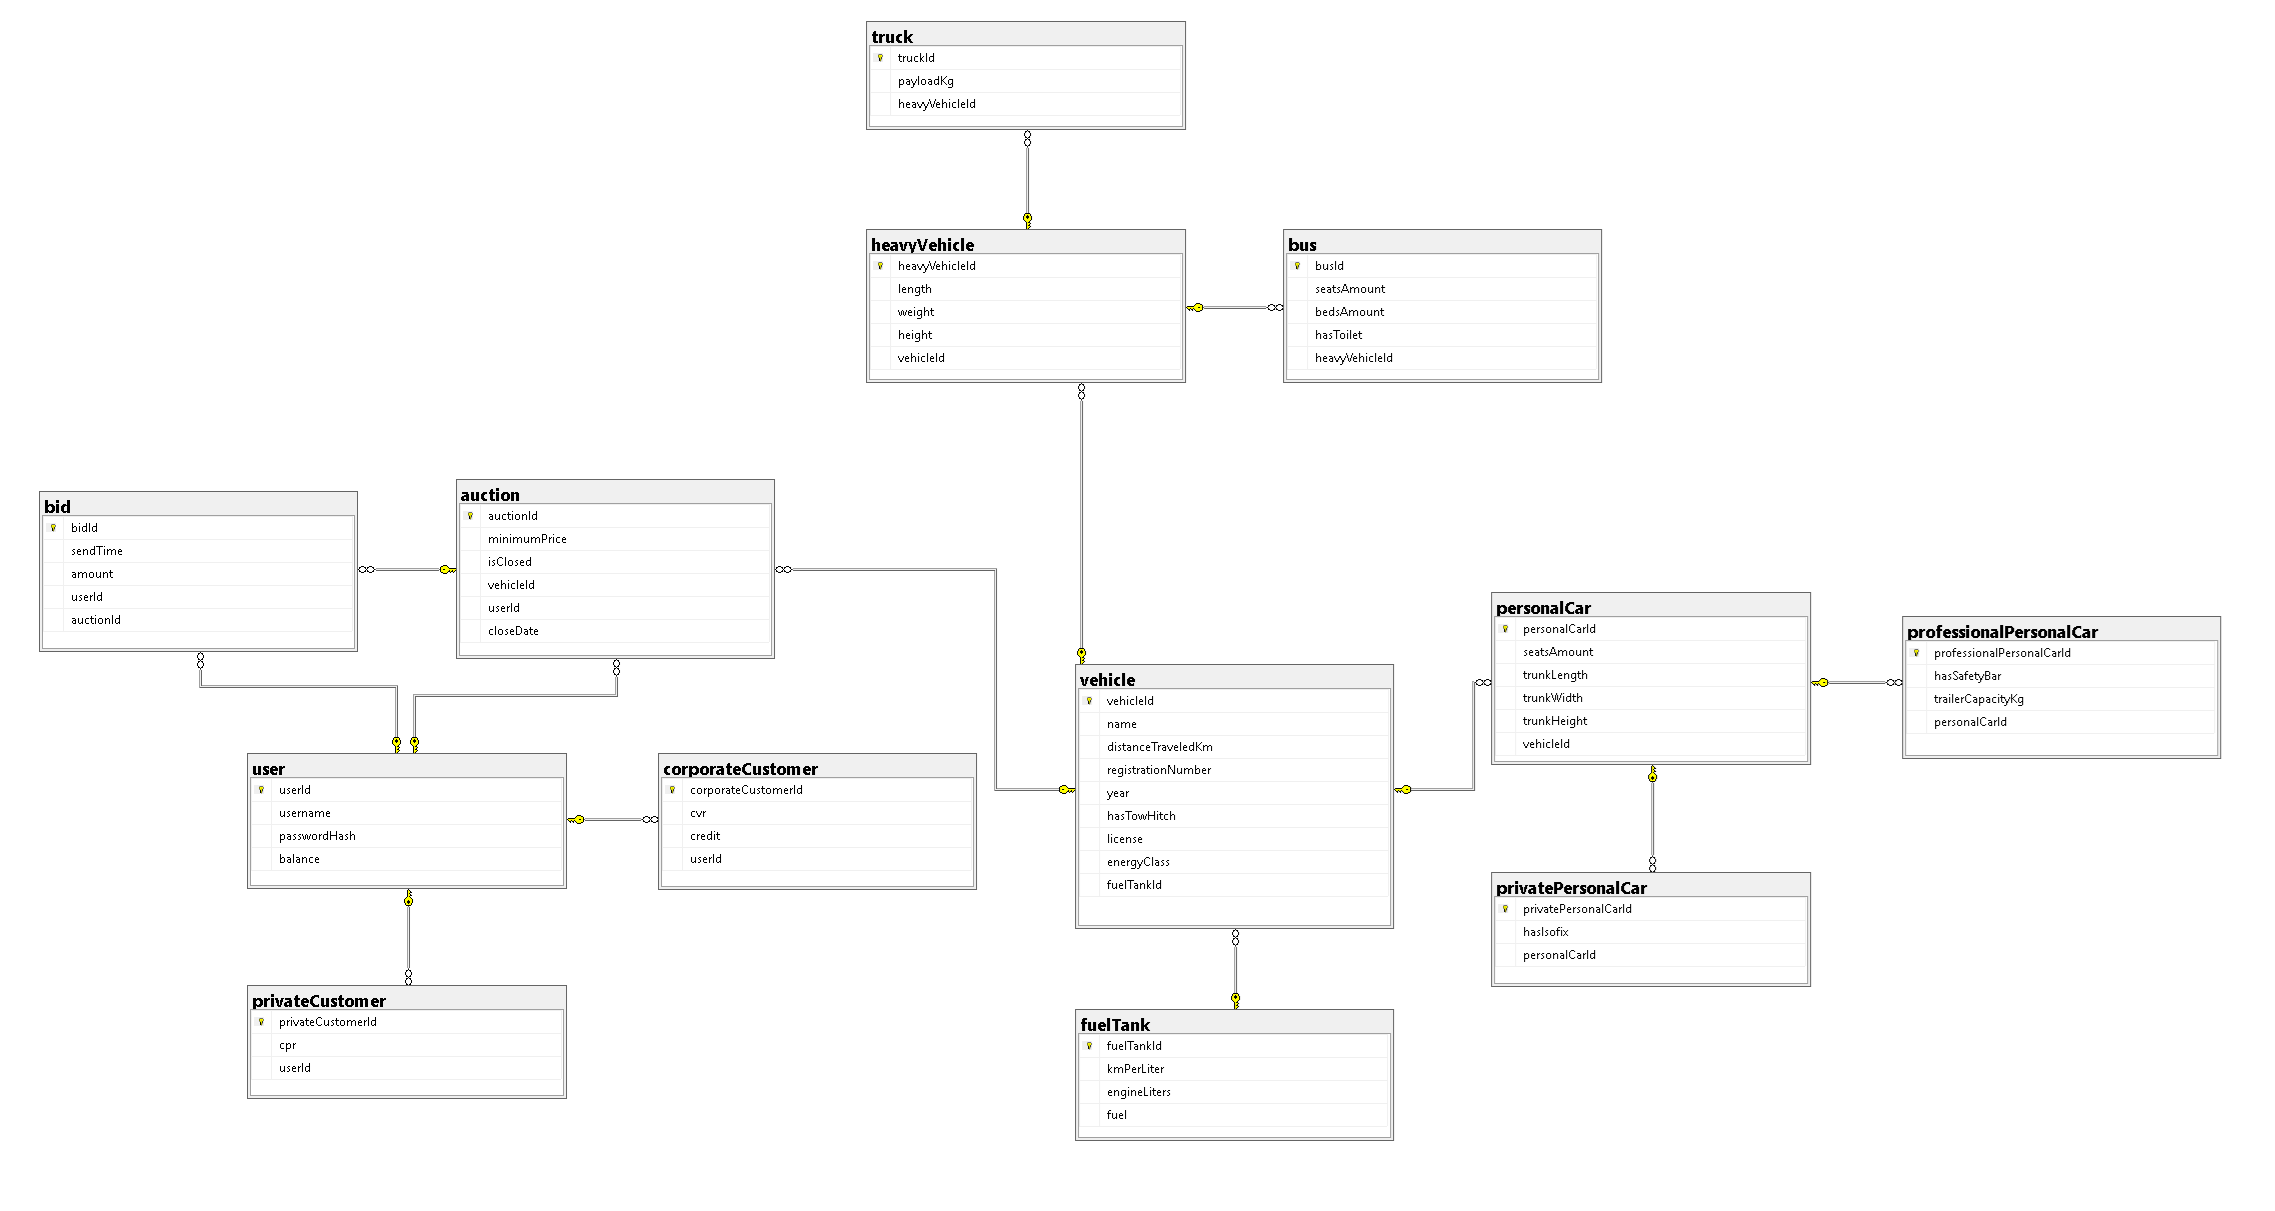 truck
truckId
payloadKg
heavyVehicleId
heavyVehicle
heavyVehicleId
length
weight
height
vehicleId
bus
busId
seatsAmount
bedsAmount
hasToilet
heavyVehicleId
bid
bidId
sendTime
amount
userId
auctionId
auction
auctionId
minimumPrice
isClosed
vehicleId
userId
closeDate
personalCar
personalCarId
seatsAmount
trunkLength
trunkWidth
trunkHeight
vehicleId
professionalPersonalCar
professionalPersonalCarId
hasSafetyBar
trailerCapacityKg
personalCarId
vehicle
vehicleId
name
distanceTraveledKm
registrationNumber
year
hasTowHitch
license
energyClass
fuelTankId
user
userId
username
passwordHash
balance
corporateCustomer
corporateCustomerId
cvr
credit
userId
privatePersonalCar
privatePersonalCarId
hasIsofix
personalCarId
privateCustomer
privateCustomerId
cpr
userId
fuelTank
fuelTankId
kmPerLiter
engineLiters
fuel